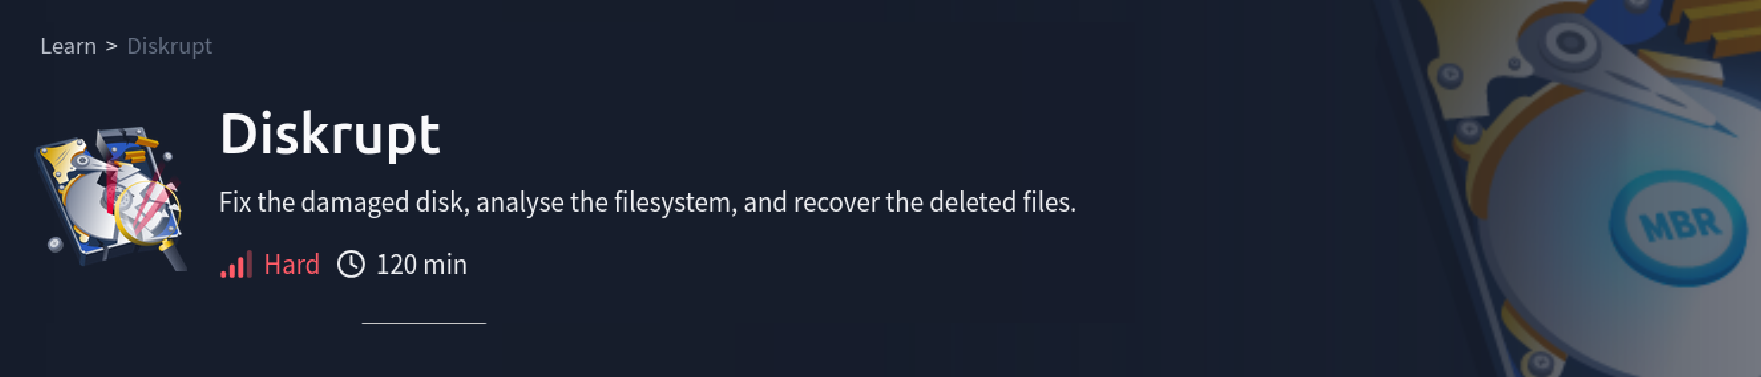 Learn > Diskrupt
Diskrupt
Fix the damaged disk, analyse the filesystem, and recover the deleted files.
Hard 120 min
MBR